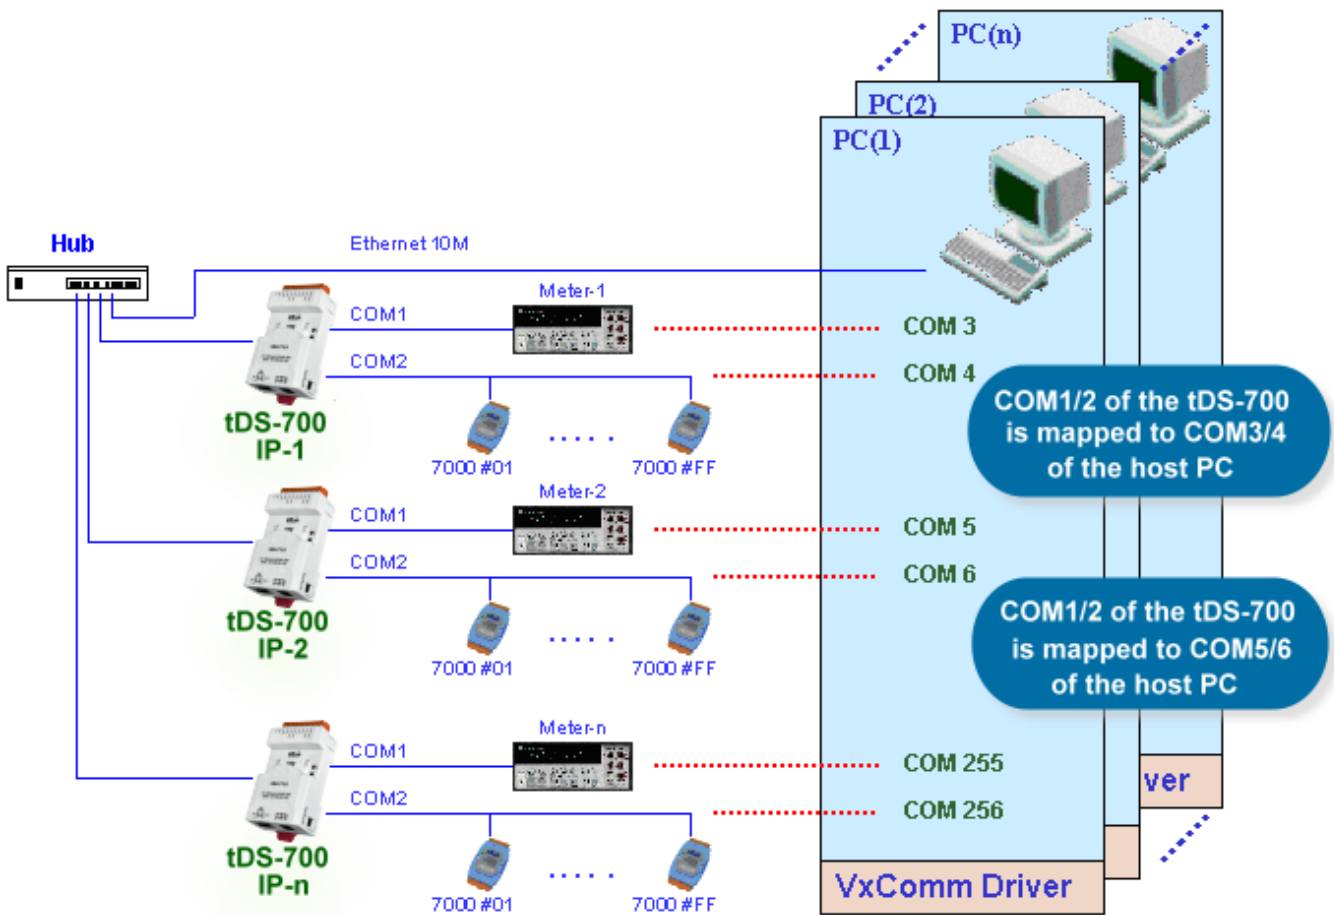 PC(n)
PC(2)
PC(1)
Hub
Ethernet 10M
Meter-1
COM1
COM 3
COM2
COM 4
tDS-700
IP-1
7000 #01
7000 #FF
COM1/2 of the tDS-700
is mapped to COM3/4
of the host PC
Meter-2
COM1
COM 5
COM2
COM 6
tDS-700
IP-2
7000 #01
7000 #FF
COM1/2 of the tDS-700
is mapped to COM5/6
of the host PC
Meter-n
COM1
COM 255
COM2
COM 256
tDS-700
IP-n
7000 #01
7000 #FF
ver
VxComm Driver